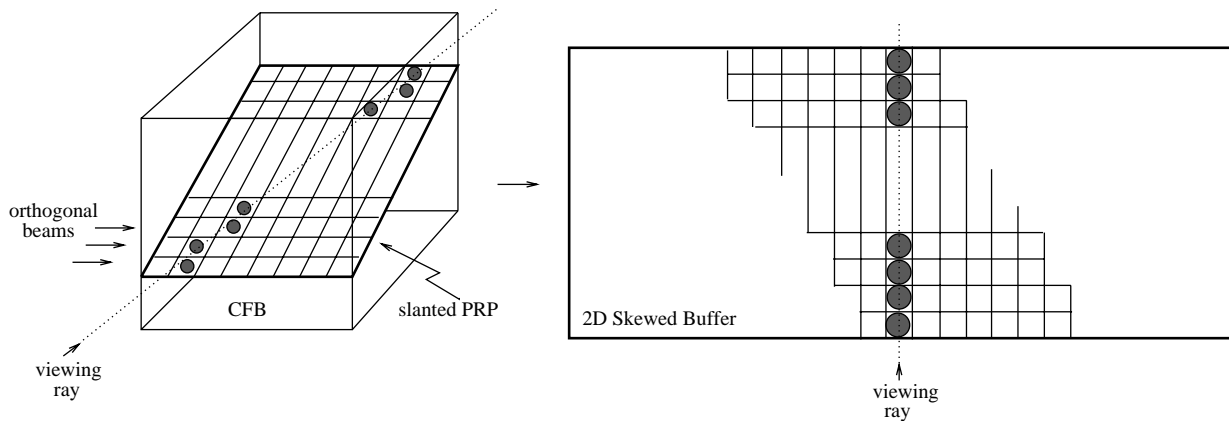 orthogonal
beams
CFB
slanted PRP
viewing
ray
2D Skewed Buffer
viewing
ray